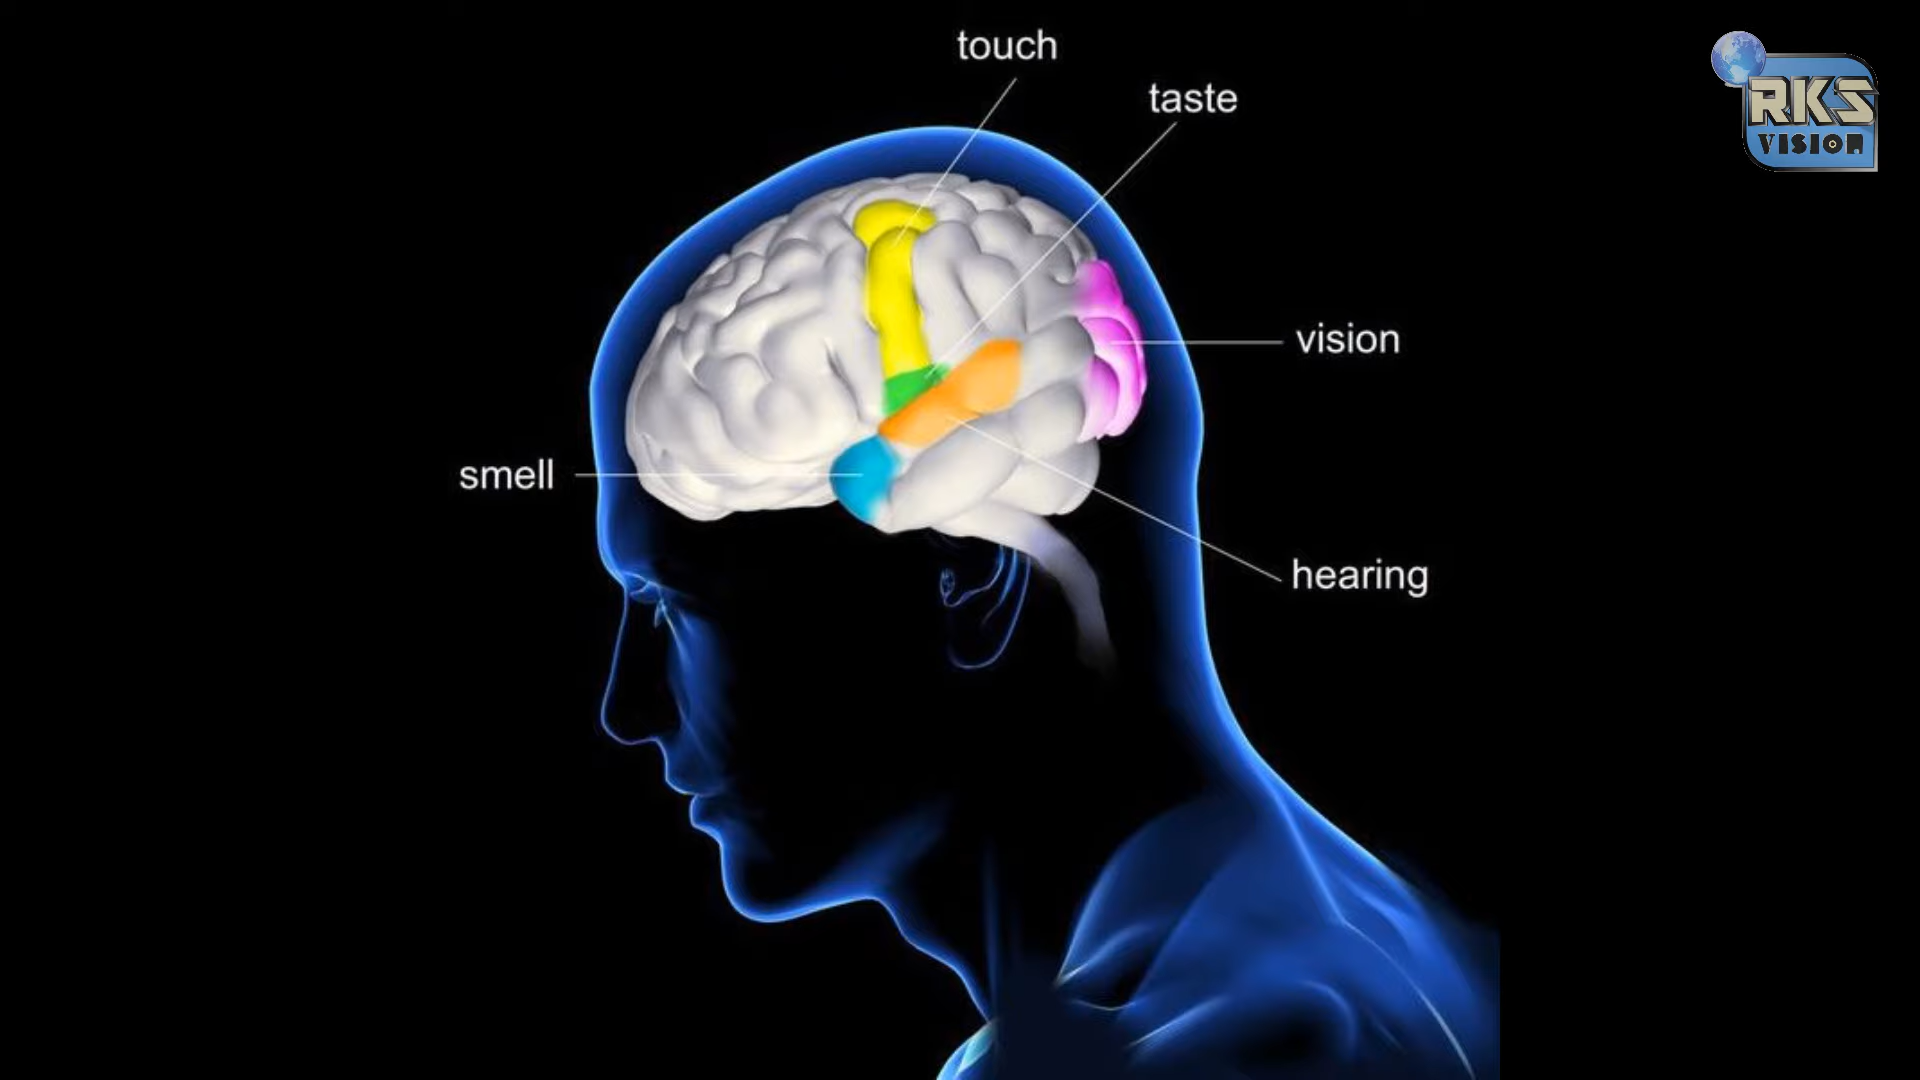 touch
taste
RKS
VISION
vision
smell
hearing